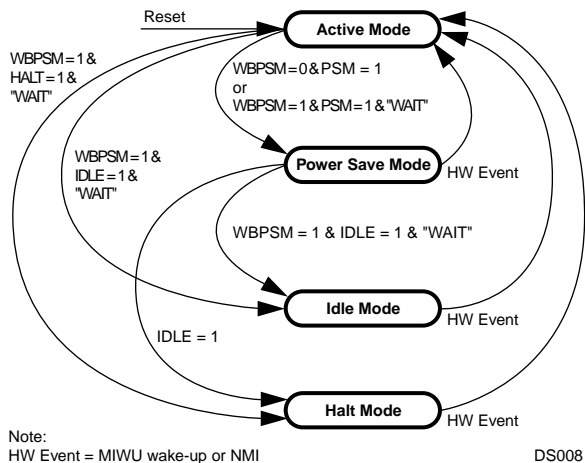 Reset
Active Mode
WBPSM = 1 &
HALT = 1 &
"WAIT"
WBPSM = 0 & PSM = 1
or
WBPSM = 1 & PSM = 1 & "WAIT"
WBPSM = 1 &
IDLE = 1 &
"WAIT"
Power Save Mode
HW Event
WBPSM = 1 & IDLE = 1 & "WAIT"
Idle Mode
HW Event
IDLE = 1
Halt Mode
HW Event
Note:
HW Event = MIWU wake-up or NMI
DS008